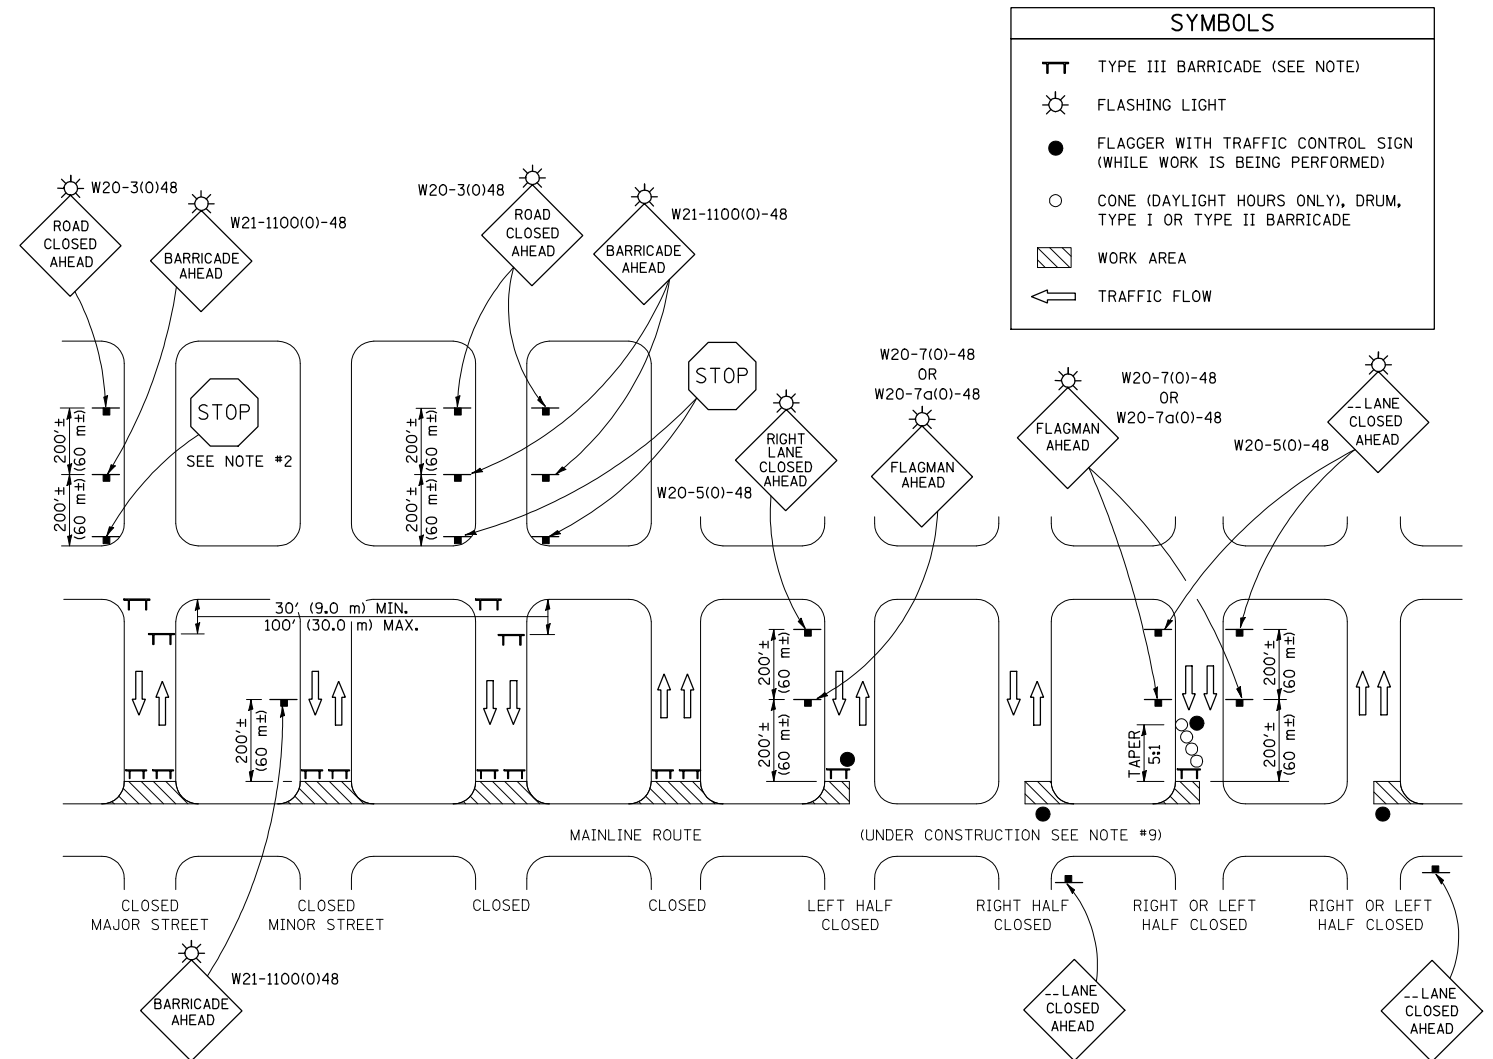 SYMBOLS
TYPE III BARRICADE (SEE NOTE)
FLASHING LIGHT
FLAGGER WITH TRAFFIC CONTROL SIGN
(WHILE WORK IS BEING PERFORMED)
CONE (DAYLIGHT HOURS ONLY), DRUM,
TYPE I OR TYPE II BARRICADE
WORK AREA
TRAFFIC FLOW
W20-3(0)48
ROAD
CLOSED
AHEAD
W21-1100(0)-48
BARRICADE
AHEAD
W20-3(0)48
ROAD
CLOSED
AHEAD
W21-1100(0)-48
BARRICADE
AHEAD
STOP
SEE NOTE #2
STOP
W20-5(0)-48
RIGHT
LANE
CLOSED
AHEAD
W20-7(0)-48
OR
W20-7a(0)-48
FLAGMAN
AHEAD
FLAGMAN
AHEAD
W20-7(0)-48
OR
W20-7a(0)-48
W20-5(0)-48
__LANE
CLOSED
AHEAD
200'±
(60 m±)
200'±
(60 m±)
200'±
(60 m±)
200'±
(60 m±)
30' (9.0 m) MIN.
100' (30.0 m) MAX.
200'±
(60 m±)
200'±
(60 m±)
200'±
(60 m±)
TAPER
5:1
200'±
(60 m±)
200'±
(60 m±)
MAINLINE ROUTE
(UNDER CONSTRUCTION SEE NOTE #9)
CLOSED
MAJOR STREET
CLOSED
MINOR STREET
CLOSED
CLOSED
LEFT HALF
CLOSED
RIGHT HALF
CLOSED
RIGHT OR LEFT
HALF CLOSED
RIGHT OR LEFT
HALF CLOSED
W21-1100(0)48
BARRICADE
AHEAD
__LANE
CLOSED
AHEAD
__LANE
CLOSED
AHEAD